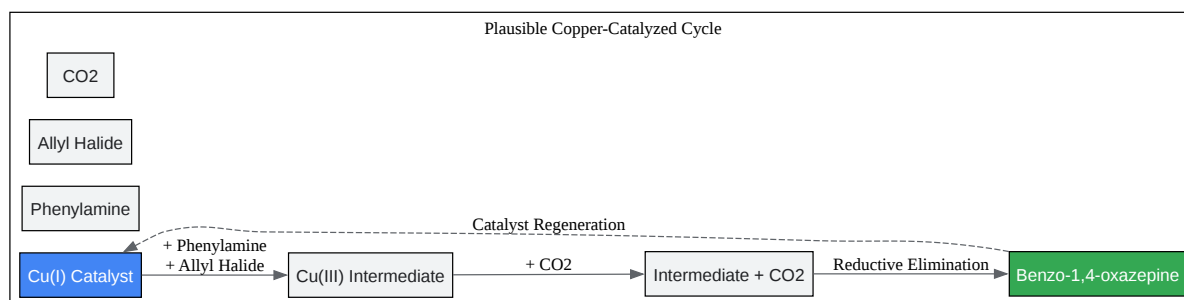 Plausible Copper-Catalyzed Cycle
CO2
Allyl Halide
Phenylamine
Catalyst Regeneration
Cu(I) Catalyst
+ Phenylamine
+ Allyl Halide
Cu(III) Intermediate
+ CO2
Intermediate + CO2
Reductive Elimination
Benzo-1,4-oxazepine